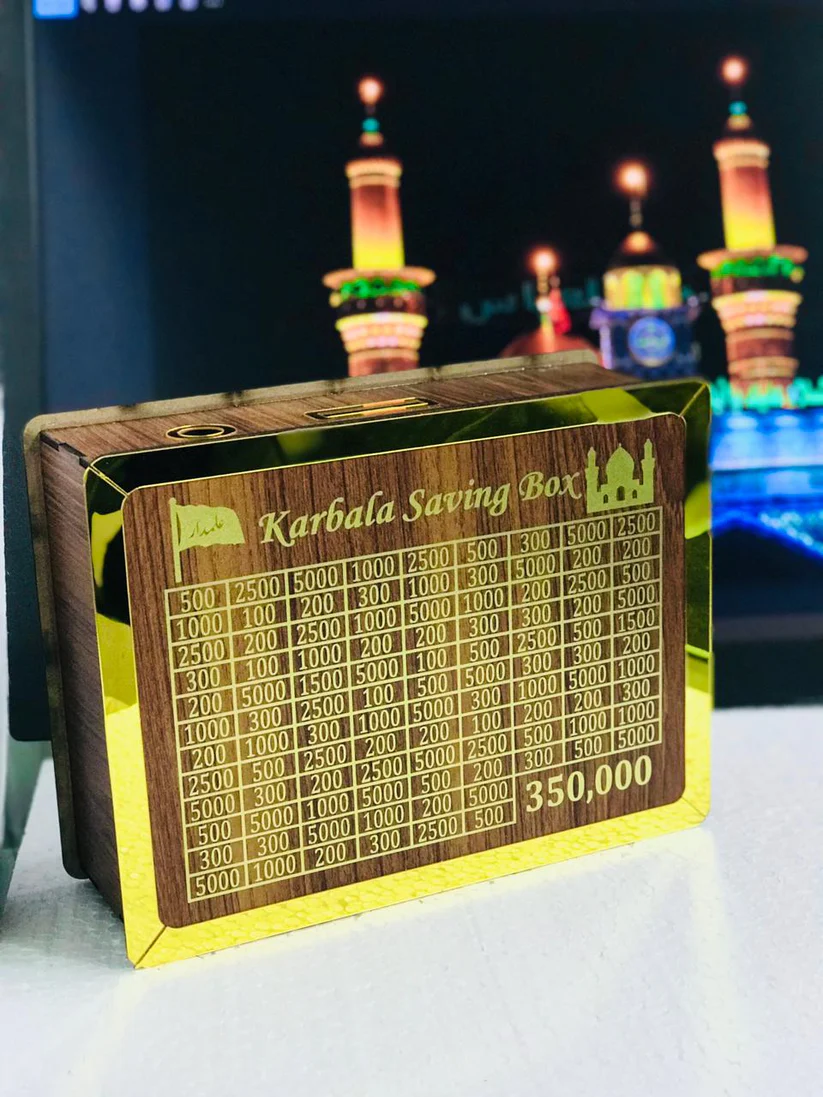 Karbala Saving Box
500 2500 5000 1000 2500 500 300 5000 2500
1000 100 200 300 1000 300 5000 200 200
2500 200 2500 1000 5000 1000 200 2500 500
300 100 1000 200 200 300 300 200 5000
200 5000 1500 5000 100 500 2500 500 1500
1000 300 2500 100 500 5000 300 300 200
200 1000 300 1000 5000 300 1000 5000 1000
2500 500 2500 200 200 100 200 200 300
5000 300 200 2500 5000 2500 500 1000 1000
500 5000 1000 5000 500 200 300 500 5000
300 300 5000 1000 200 5000
5000 1000 200 300 2500 500
350,000